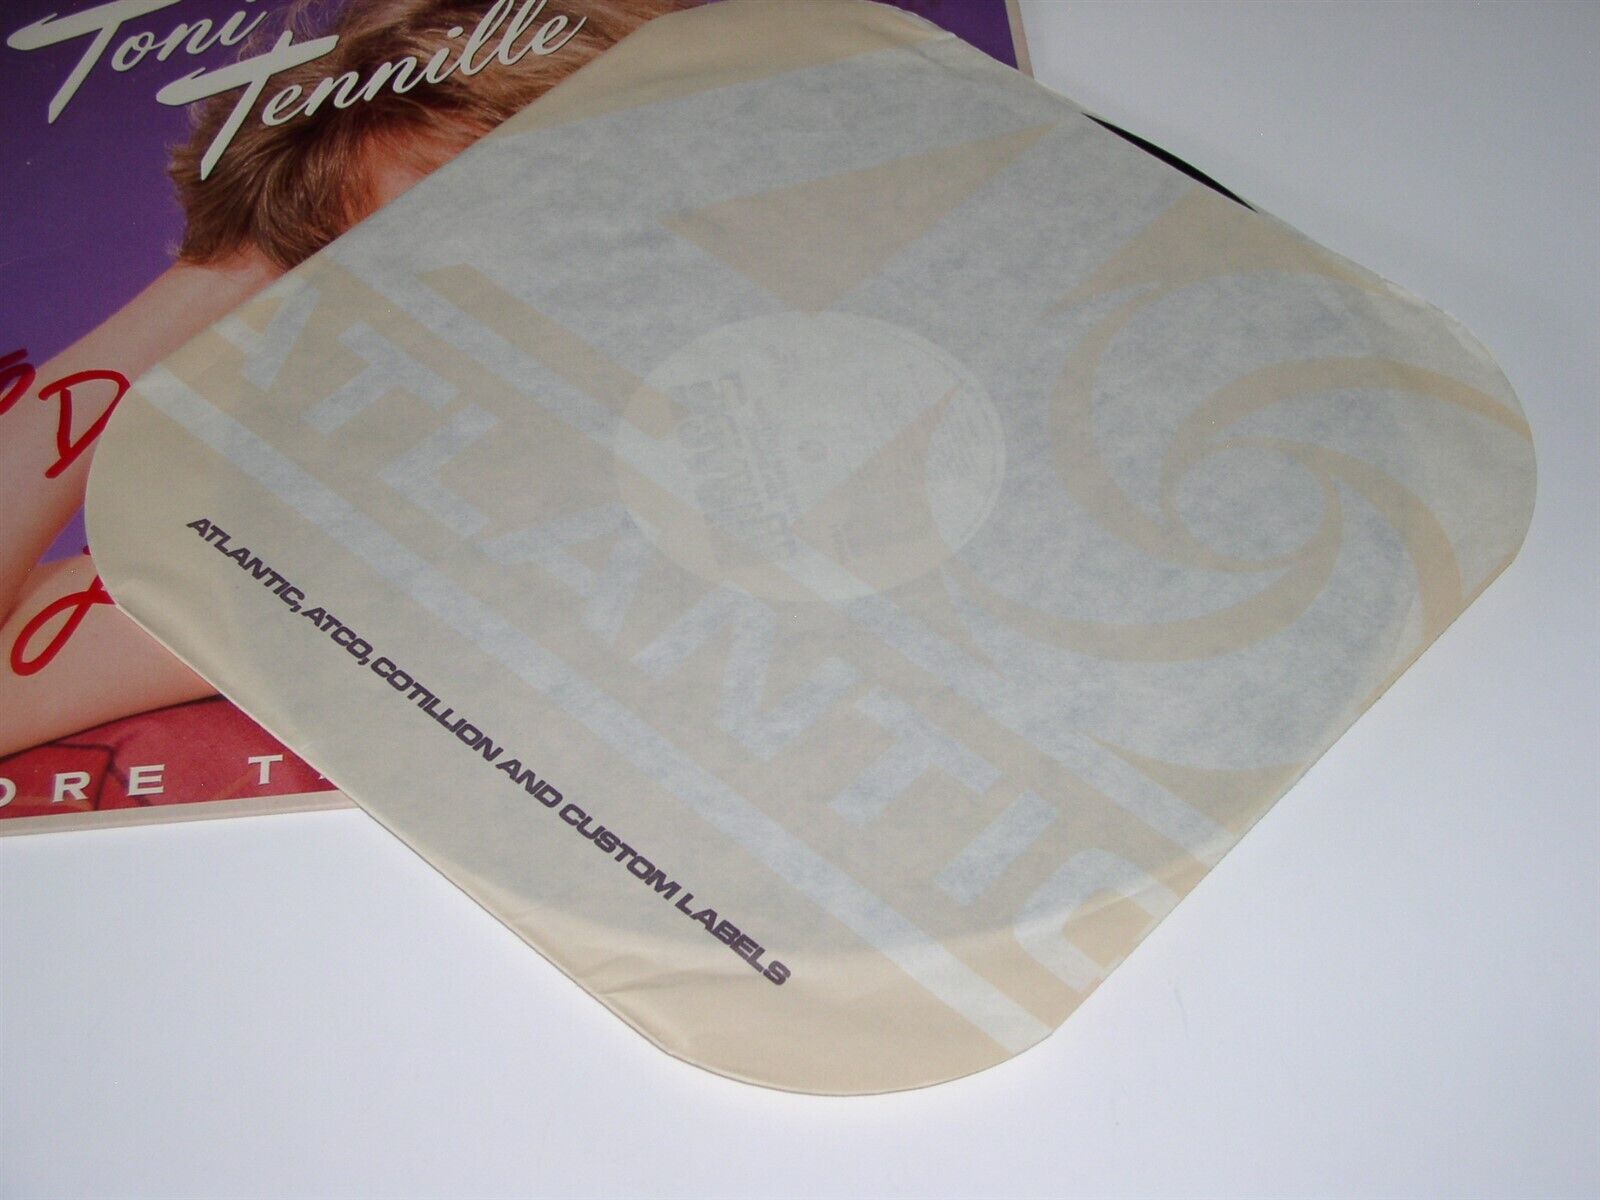 Toni
Tennille
D
ORE T
ATLANTIC
ATLANTIC, ATCO, COTILLION AND CUSTOM LABELS